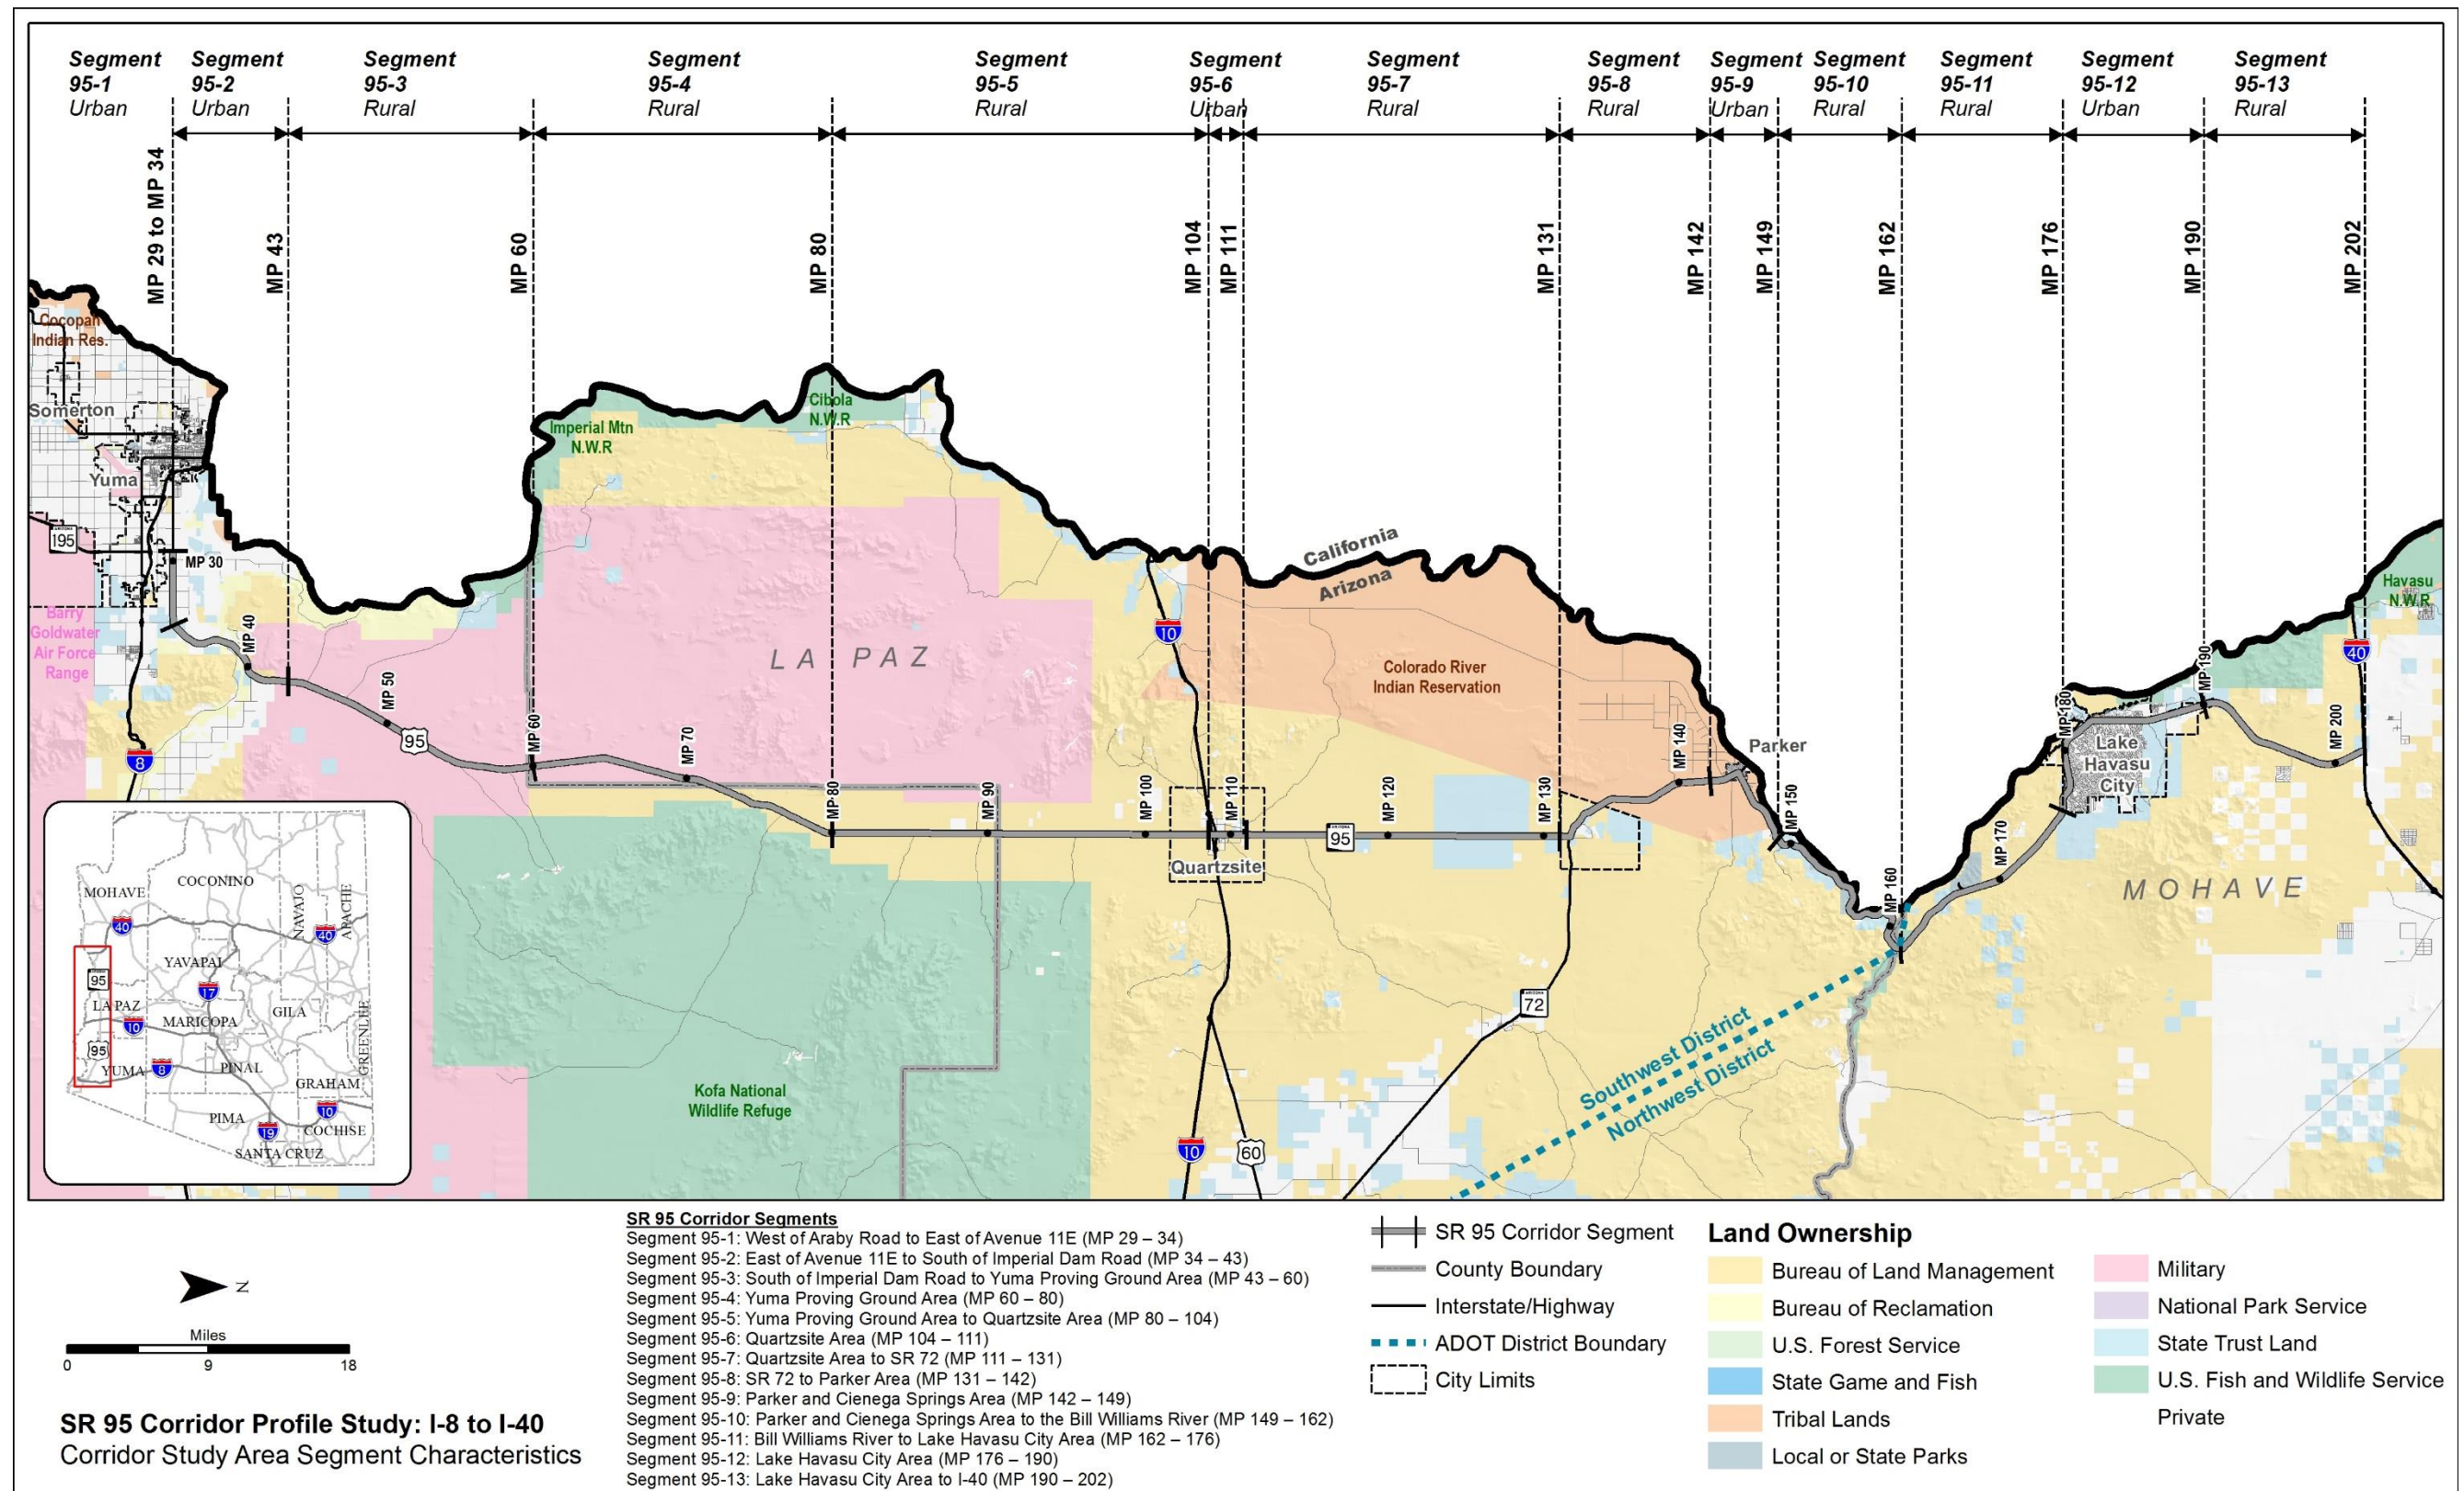 Segment
95-1
Urban
Segment
95-2
Urban
Segment
95-3
Rural
Segment
95-4
Rural
Segment
95-5
Rural
Segment
95-6
Urban
Segment
95-7
Rural
Segment
95-8
Rural
Segment
95-9
Urban
Segment
95-10
Rural
Segment
95-11
Rural
Segment
95-12
Urban
Segment
95-13
Rural
MP 29 to MP 34
MP 43
MP 60
MP 80
MP 104
MP 111
MP 131
MP 142
MP 149
MP 162
MP 176
MP 190
MP 202
Cocopah
Indian Res.
Somerton
Yuma
ARIZONA
195
MP 30
Barry
Goldwater
Air Force
Range
8
MP 40
MP 50
95
MP 60
MP 70
MP 80
MP 90
MP 100
MP 110
MP 120
MP 130
MP 140
MP 150
MP 160
MP 170
MP 180
MP 190
MP 200
Imperial Mtn
N.W.R
Cibola
N.W.R
LA PAZ
10
California
Arizona
Colorado River
Indian Reservation
Quartzsite
ARIZONA
95
Parker
Lake
Havasu
City
Havasu
N.W.R
40
MOHAVE
ARIZONA
72
Southwest District
Northwest District
Kofa National
Wildlife Refuge
10
60
MOHAVE
COCONINO
NAVAJO
APACHE
40
40
YAVAPAI
95
17
LA PAZ
10
MARICOPA
GILA
GREENLEE
95
YUMA
8
PINAL
GRAHAM
PIMA
10
19
COCHISE
SANTA CRUZ
N
Miles
0
9
18
SR 95 Corridor Profile Study: I-8 to I-40
Corridor Study Area Segment Characteristics
SR 95 Corridor Segments
Segment 95-1: West of Araby Road to East of Avenue 11E (MP 29 – 34)
Segment 95-2: East of Avenue 11E to South of Imperial Dam Road (MP 34 – 43)
Segment 95-3: South of Imperial Dam Road to Yuma Proving Ground Area (MP 43 – 60)
Segment 95-4: Yuma Proving Ground Area (MP 60 – 80)
Segment 95-5: Yuma Proving Ground Area to Quartzsite Area (MP 80 – 104)
Segment 95-6: Quartzsite Area (MP 104 – 111)
Segment 95-7: Quartzsite Area to SR 72 (MP 111 – 131)
Segment 95-8: SR 72 to Parker Area (MP 131 – 142)
Segment 95-9: Parker and Cienega Springs Area (MP 142 – 149)
Segment 95-10: Parker and Cienega Springs Area to the Bill Williams River (MP 149 – 162)
Segment 95-11: Bill Williams River to Lake Havasu City Area (MP 162 – 176)
Segment 95-12: Lake Havasu City Area (MP 176 – 190)
Segment 95-13: Lake Havasu City Area to I-40 (MP 190 – 202)
SR 95 Corridor Segment
County Boundary
Interstate/Highway
ADOT District Boundary
City Limits
Land Ownership
Bureau of Land Management
Bureau of Reclamation
U.S. Forest Service
State Game and Fish
Tribal Lands
Local or State Parks
Military
National Park Service
State Trust Land
U.S. Fish and Wildlife Service
Private